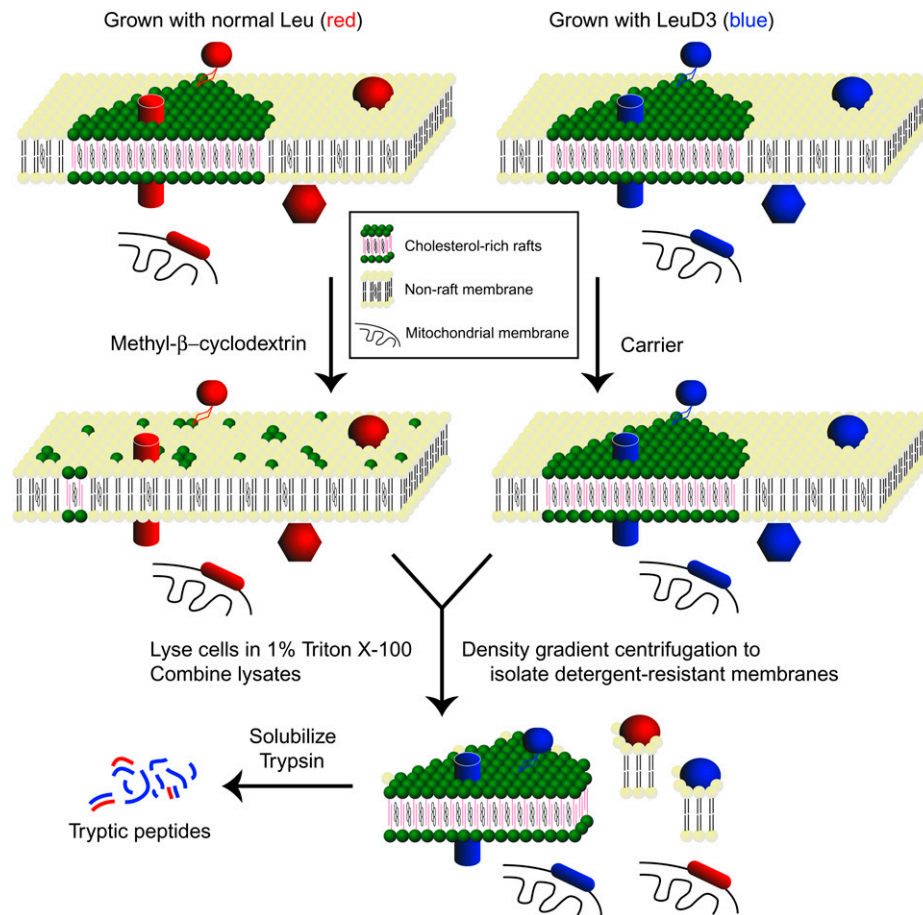 Grown with normal Leu (red)
Grown with LeuD3 (blue)
Cholesterol-rich rafts
Non-raft membrane
Mitochondrial membrane
Methyl-β–cyclodextrin
Carrier
Lyse cells in 1% Triton X-100
Combine lysates
Density gradient centrifugation to
isolate detergent-resistant membranes
Solubilize
Trypsin
Tryptic peptides